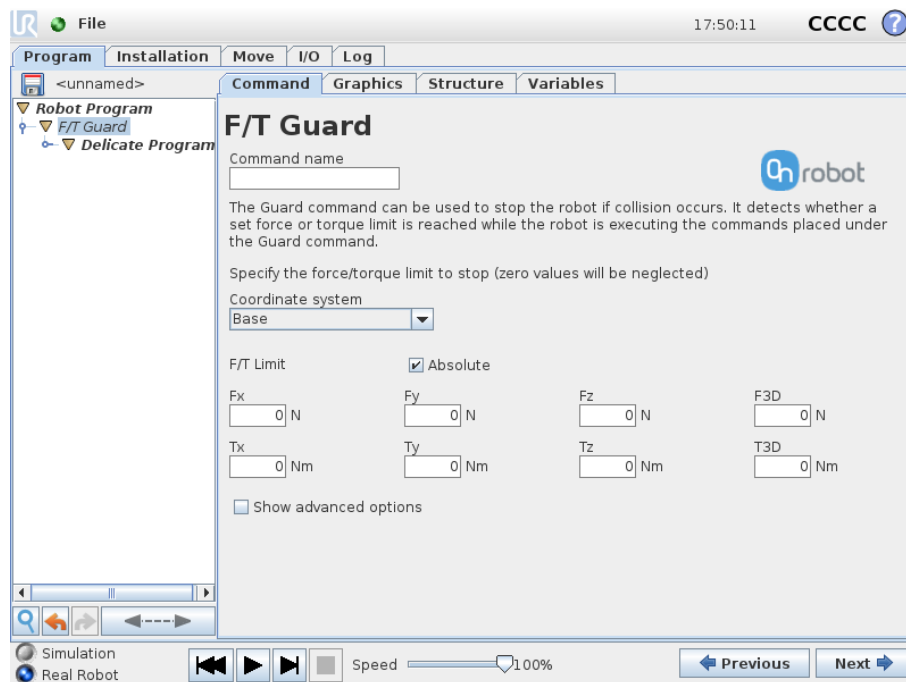 UR File 17:50:11 CCCC ?
Program Installation Move I/O Log
<unnamed>
Command Graphics Structure Variables
Robot Program
F/T Guard
Delicate Program
F/T Guard
Command name
On robot
The Guard command can be used to stop the robot if collision occurs. It detects whether a
set force or torque limit is reached while the robot is executing the commands placed under
the Guard command.
Specify the force/torque limit to stop (zero values will be neglected)
Coordinate system
Base
F/T Limit Absolute
Fx Fy Fz F3D
0 N 0 N 0 N 0 N
Tx Ty Tz T3D
0 Nm 0 Nm 0 Nm 0 Nm
Show advanced options
Simulation
Real Robot
Speed 100%
Previous Next